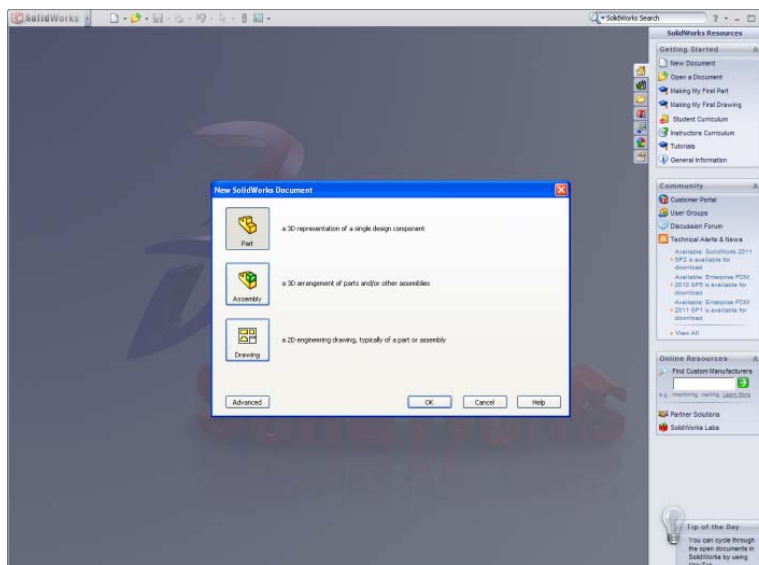 SolidWorks
SolidWorks Search
SolidWorks Resources
Getting Started
New Document
Open a Document
Making My First Part
Making My First Drawing
Student Curriculum
Instructors Curriculum
Tutorials
General Information
Community
Customer Portal
User Groups
Discussion Forum
Technical Alerts & News
Available: SolidWorks 2011
SP2 is available for
download
Available: Enterprise PDM
2010 SP5 is available for
download
Available: Enterprise PDM
2011 SP1 is available for
download
View All
Online Resources
Find Custom Manufacturers
e.g., machining, casting, Learn More
Partner Solutions
SolidWorks Labs
Tip of the Day
You can cycle through
the open documents in
SolidWorks by using
New SolidWorks Document
Part
a 3D representation of a single design component
Assembly
a 3D arrangement of parts and/or other assemblies
Drawing
a 2D engineering drawing, typically of a part or assembly
Advanced
OK
Cancel
Help
SolidWorks